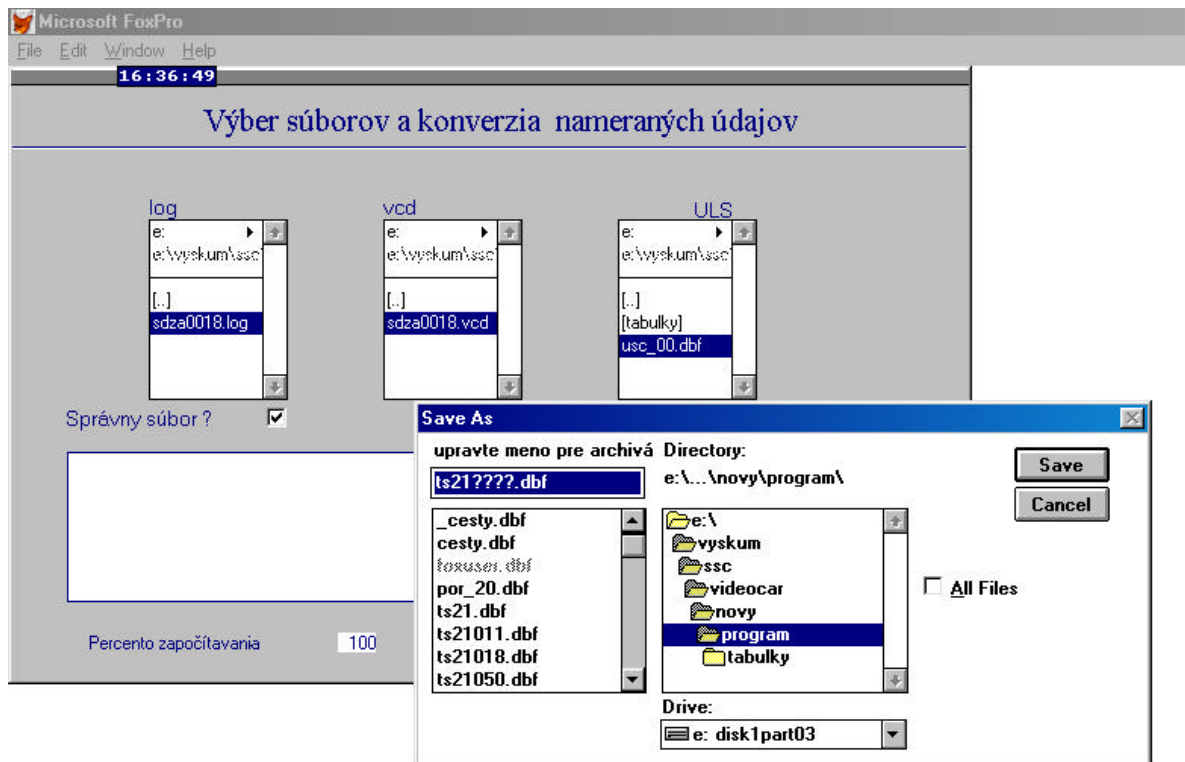 Microsoft FoxPro
File Edit Window Help
16:36:49
Výber súborov a konverzia nameraných údajov
log
e:
e:\vyskum\ssc
[..]
sdza0018.log
vcd
e:
e:\vyskum\ssc
[..]
sdza0018.vcd
ULS
e:
e:\vyskum\ssc
[..]
[tabulky]
usc_00.dbf
Správny súbor ?
Percento započítavania 100
Save As
upravte meno pre archivá
ts21????.dbf
_cesty.dbf
cesty.dbf
foxuser.dbf
por_20.dbf
ts21.dbf
ts21011.dbf
ts21018.dbf
ts21050.dbf
Directory:
e:\...\novy\program\
e:\
vyskum
ssc
videocar
novy
program
tabulky
Drive:
e: disk1part03
Save
Cancel
All Files